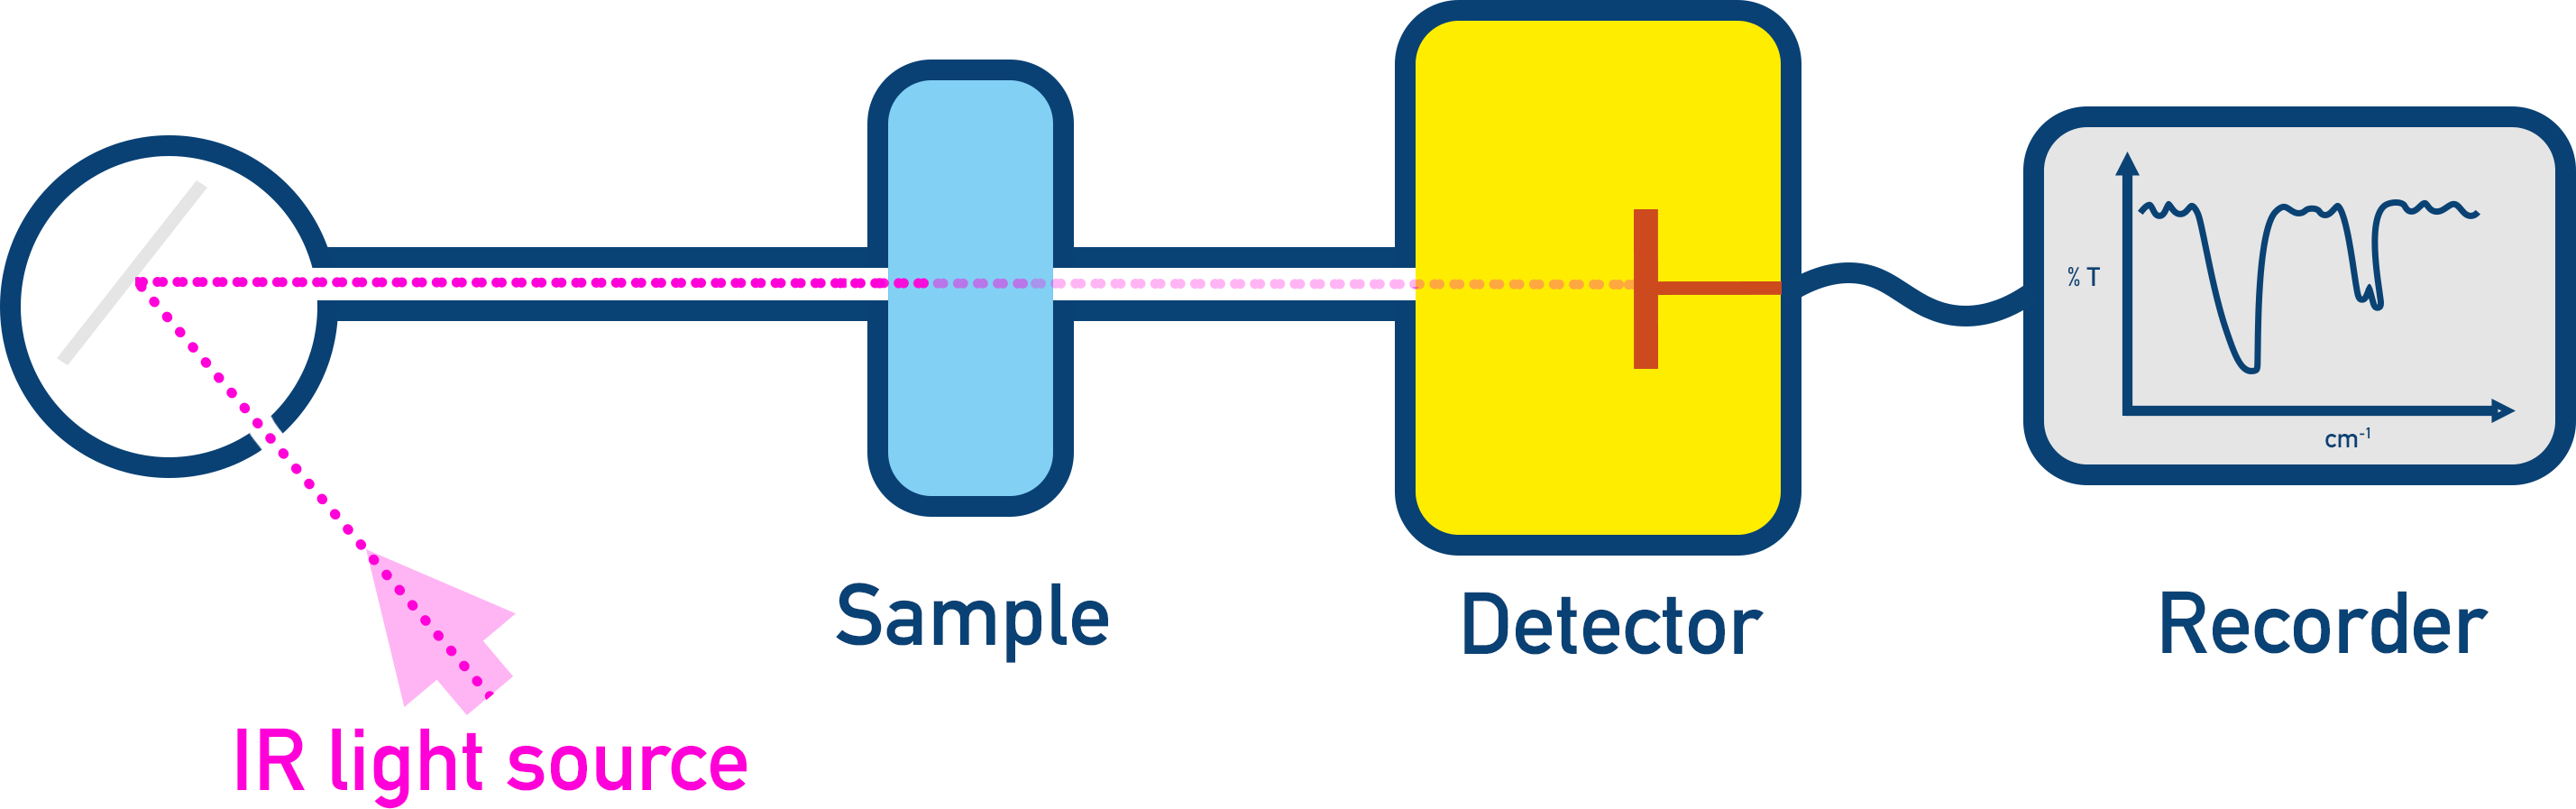 % T
cm⁻¹
Sample
Detector
Recorder
IR light source